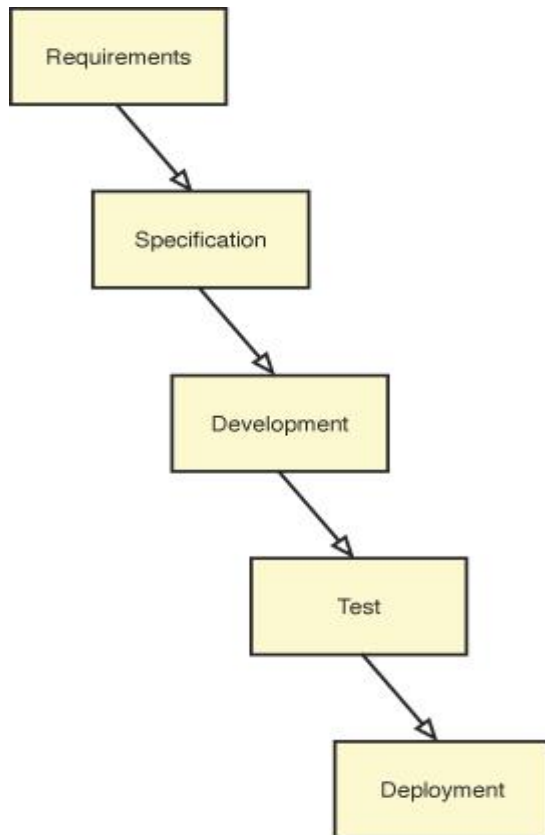 Requirements
Specification
Development
Test
Deployment